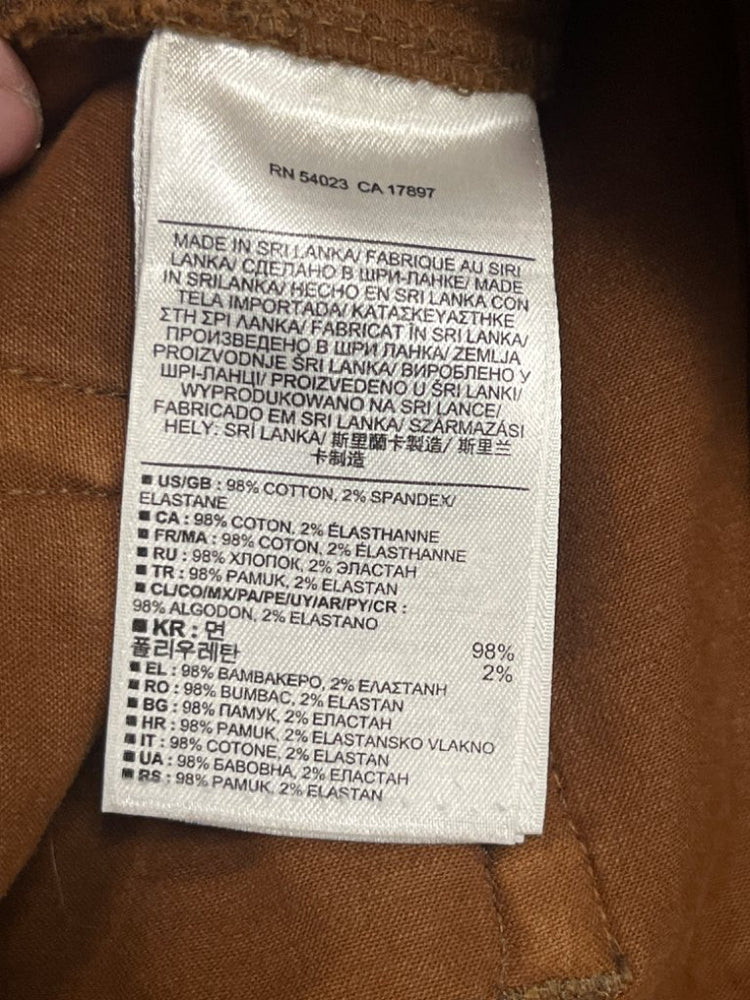 RN 54023 CA 17897
MADE IN SRI LANKA/ FABRIQUE AU SIRI
LANKA/ СДЕЛАНО В ШРИ-ЛАНКЕ/ MADE
IN SRILANKA/ HECHO EN SRI LANKA CON
TELA IMPORTADA/ ΚΑΤΑΣΚΕΥΑΣΤΗΚΕ
ΣΤΗ ΣΡΙ ΛΑΝΚΑ/ FABRICAT ÎN SRI LANKA/
ПРОИЗВЕДЕНО В ШРИ ЛАНКА/ ZEMLJA
PROIZVODNJE ŠRI LANKA/ ВИРОБЛЕНО У
ШРІ-ЛАНЦІ/ PROIZVEDENO U ŠRI LANKI/
WYPRODUKOWANO NA SRI LANCE/
FABRICADO EM SRI LANKA/ SZÁRMAZÁSI
HELY: SRÍ LANKA/ 斯里蘭卡製造/ 斯里兰
卡制造
■ US/GB : 98% COTTON, 2% SPANDEX/
ELASTANE
■ CA : 98% COTON, 2% ÉLASTHANNE
■ FR/MA : 98% COTON, 2% ÉLASTHANNE
■ RU : 98% ХЛОПОК, 2% ЭЛАСТАН
■ TR : 98% PAMUK, 2% ELASTAN
■ CL/CO/MX/PA/PE/UY/AR/PY/CR :
98% ALGODON, 2% ELASTANO
■ KR : 면 98%
폴리우레탄 2%
■ EL : 98% ΒΑΜΒΑΚΕΡΟ, 2% ΕΛΑΣΤΑΝΗ
■ RO : 98% BUMBAC, 2% ELASTAN
■ BG : 98% ПАМУК, 2% ЕЛАСТАН
■ HR : 98% PAMUK, 2% ELASTANSKO VLAKNO
■ IT : 98% COTONE, 2% ELASTAN
■ UA : 98% БАВОВНА, 2% ЕЛАСТАН
■ RS : 98% PAMUK, 2% ELASTAN